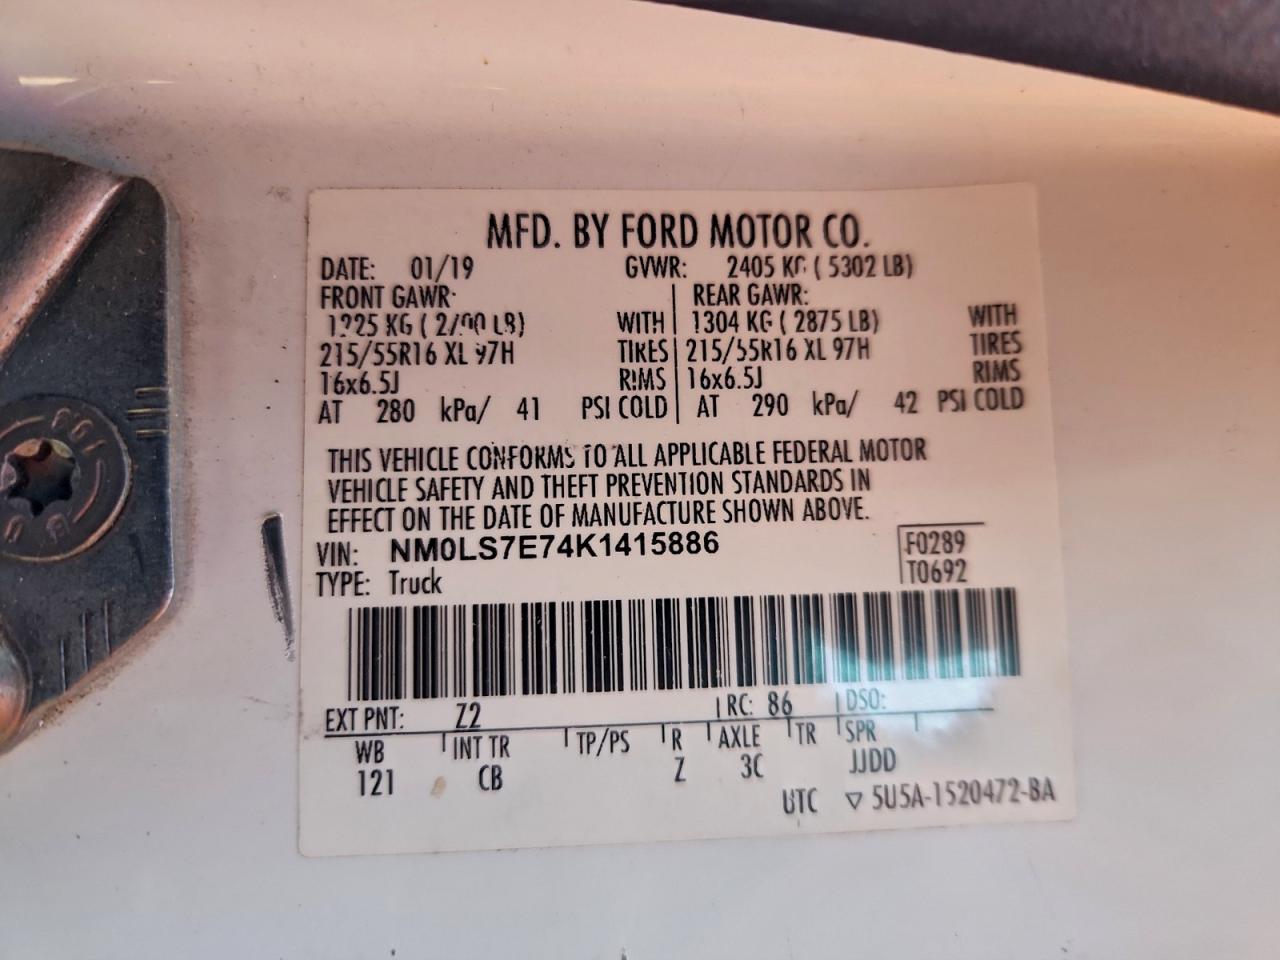 MFD. BY FORD MOTOR CO.
DATE: 01/19 GVWR: 2405 KG ( 5302 LB)
FRONT GAWR: REAR GAWR:
1225 KG ( 2700 LB) WITH 1304 KG ( 2875 LB) WITH
215/55R16 XL 97H TIRES 215/55R16 XL 97H TIRES
16x6.5J RIMS 16x6.5J RIMS
AT 280 kPa/ 41 PSI COLD AT 290 kPa/ 42 PSI COLD
THIS VEHICLE CONFORMS TO ALL APPLICABLE FEDERAL MOTOR
VEHICLE SAFETY AND THEFT PREVENTION STANDARDS IN
EFFECT ON THE DATE OF MANUFACTURE SHOWN ABOVE.
VIN: NM0LS7E74K1415886 F0289
TYPE: Truck T0692
EXT PNT: Z2 RC: 86 DSO:
WB INT TR TP/PS R AXLE TR SPR
121 CB Z 3C JJDD
UTC ▽ 5U5A-1520472-BA